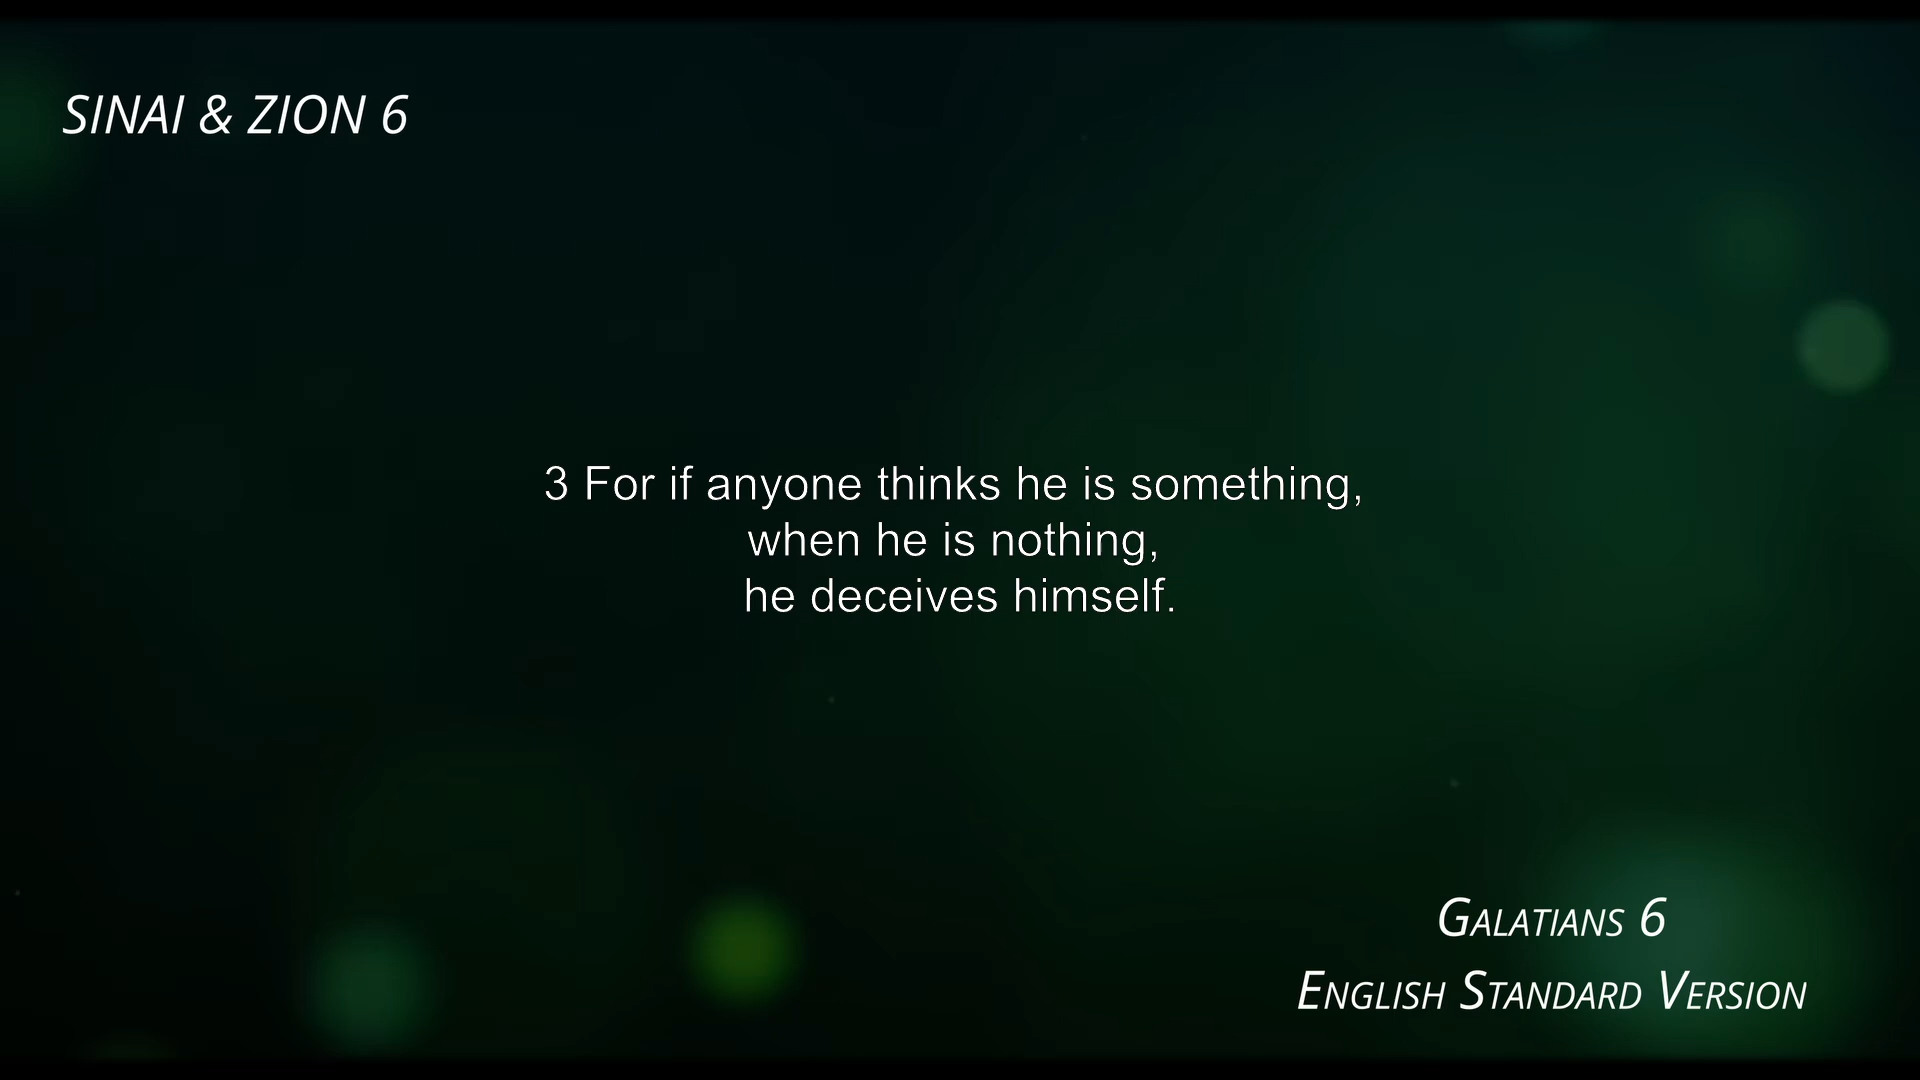 SINAI & ZION 6
3 For if anyone thinks he is something,
when he is nothing,
he deceives himself.
Galatians 6
English Standard Version